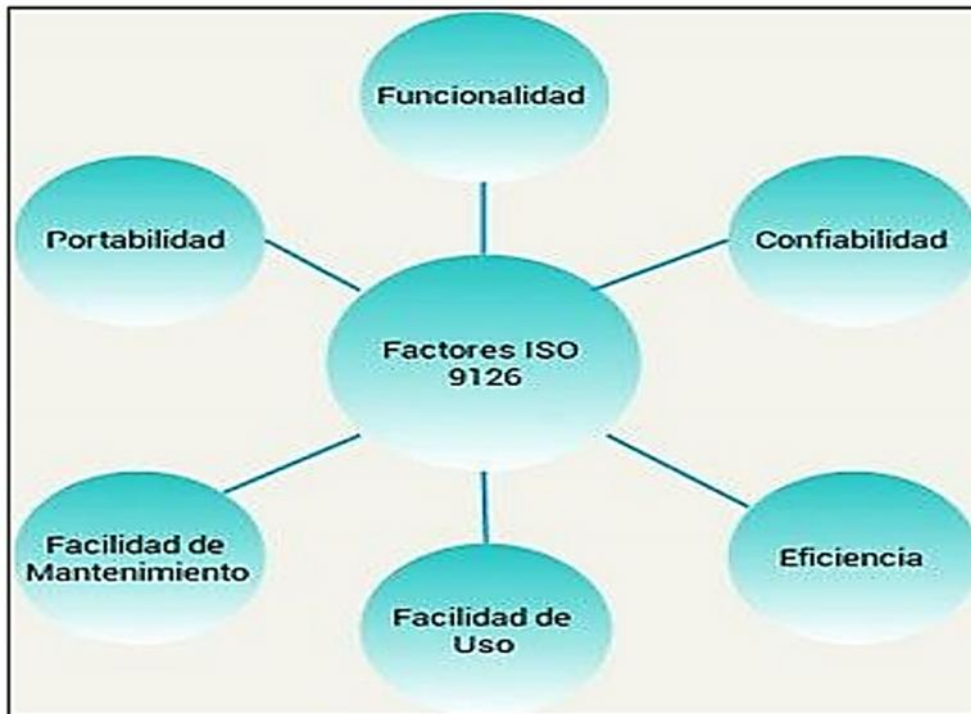 Funcionalidad
Portabilidad
Confiabilidad
Factores ISO
9126
Facilidad de
Mantenimiento
Eficiencia
Facilidad de
Uso